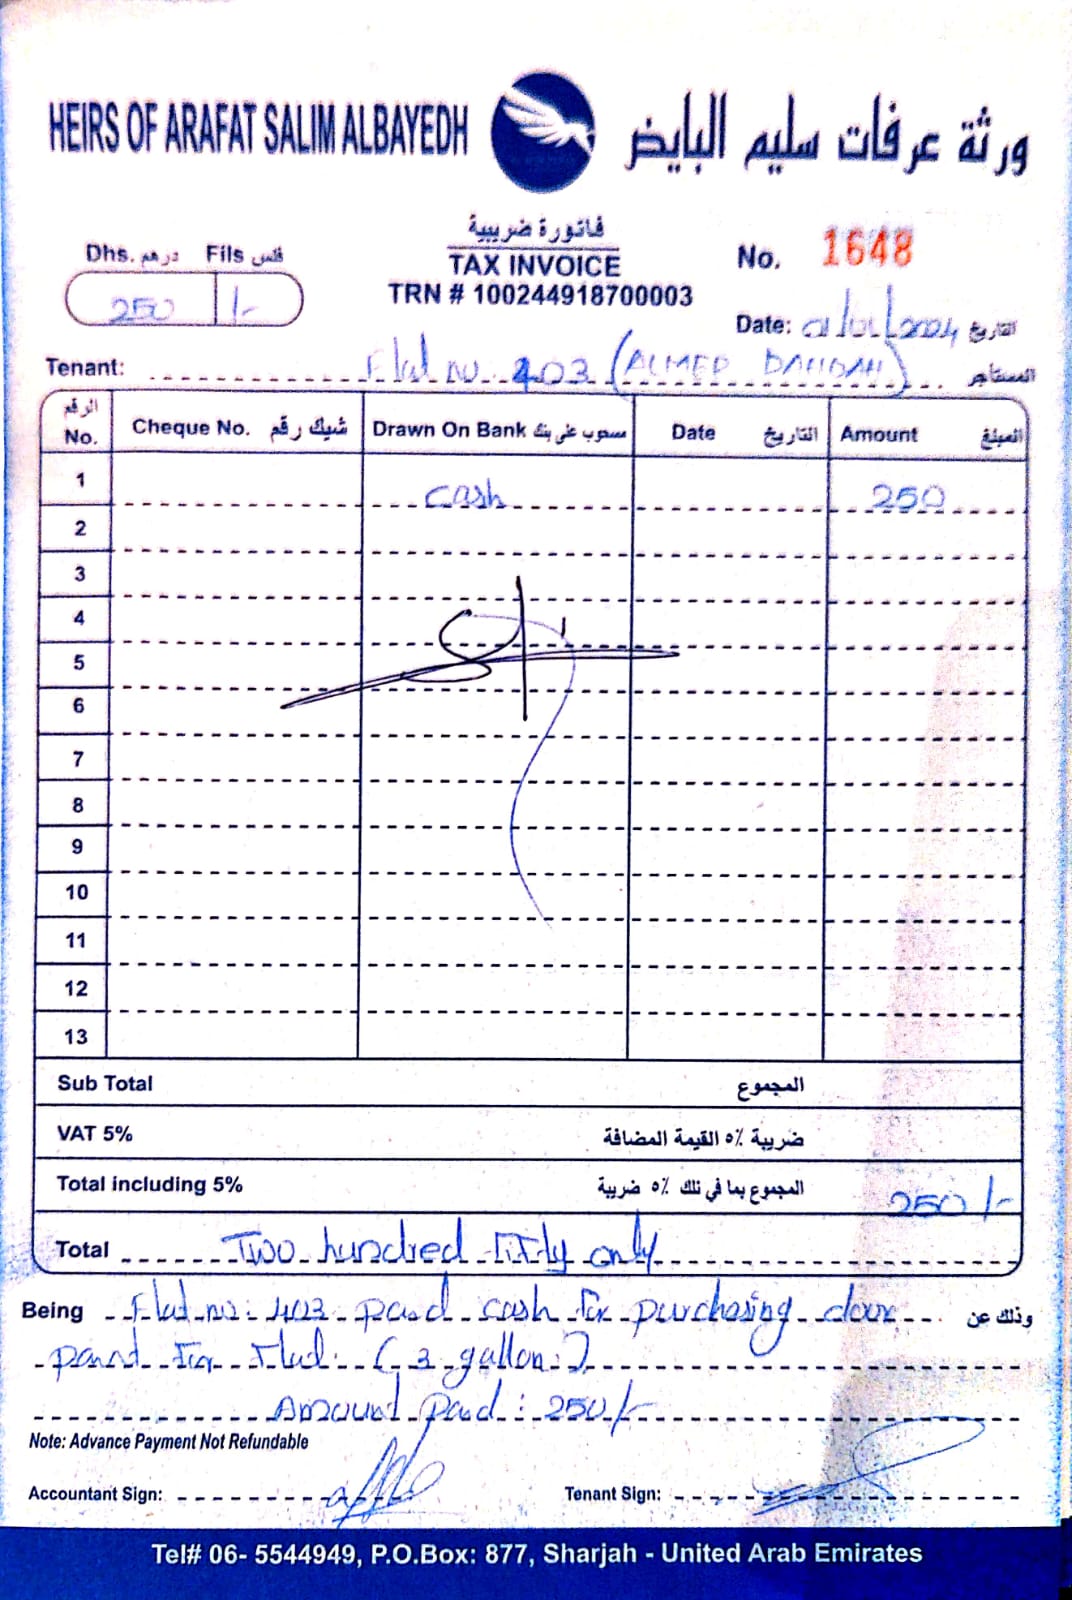 HEIRS OF ARAFAT SALIM ALBAYEDH ورثة عرفات سليم البايض
فاتورة ضريبية
TAX INVOICE
TRN # 100244918700003
Dhs. درهم Fils فلس
250 /-
No. 1648
Date: 2024 التاريخ
Tenant: Flat no. 403 (AHMED BAHDAH) المستأجر
الرقم No. Cheque No. شيك رقم Drawn On Bank مسحوب على بنك Date التاريخ Amount المبلغ
1 cash 250
2
3
4
5
6
7
8
9
10
11
12
13
Sub Total المجموع
VAT 5% ضريبة ٥٪ القيمة المضافة
Total including 5% المجموع بما في ذلك ٥٪ ضريبة 250/-
Total Two hundred fifty only
Being Flat no: 403 paid cash for purchasing door وذلك عن
paint for flat. (3 gallon.)
Amount paid: 250/-
Note: Advance Payment Not Refundable
Accountant Sign: Tenant Sign:
Tel# 06- 5544949, P.O.Box: 877, Sharjah - United Arab Emirates